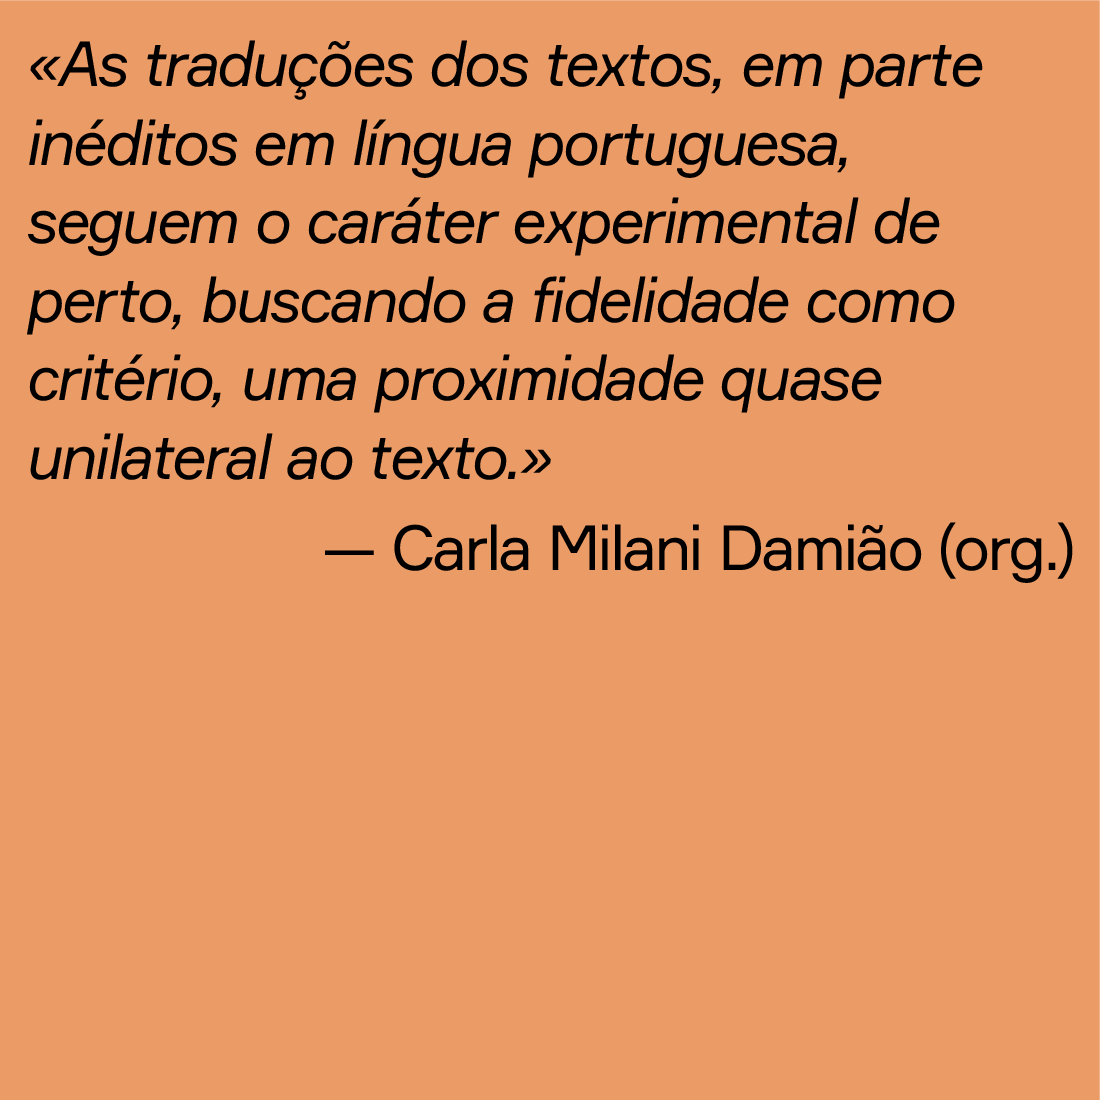 «As traduções dos textos, em parte
inéditos em língua portuguesa,
seguem o caráter experimental de
perto, buscando a fidelidade como
critério, uma proximidade quase
unilateral ao texto.»
— Carla Milani Damião (org.)